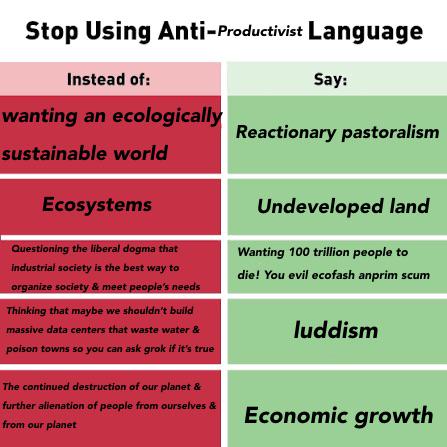 Stop Using Anti-Productivist Language
Instead of:
Say:
wanting an ecologically
sustainable world
Reactionary pastoralism
Ecosystems
Undeveloped land
Questioning the liberal dogma that
industrial society is the best way to
organize society & meet people's needs
Wanting 100 trillion people to
die! You evil ecofash anprim scum
Thinking that maybe we shouldn't build
massive data centers that waste water &
poison towns so you can ask grok if it's true
luddism
The continued destruction of our planet &
further alienation of people from ourselves &
from our planet
Economic growth